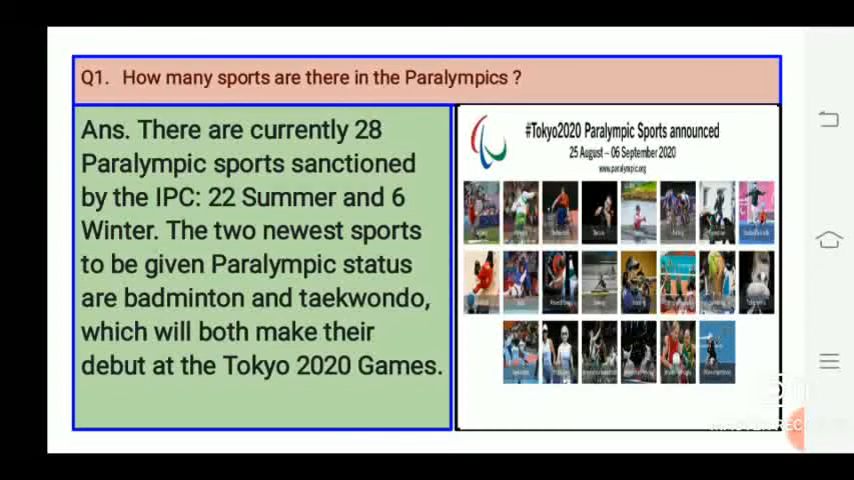 Q1. How many sports are there in the Paralympics ?
Ans. There are currently 28
Paralympic sports sanctioned
by the IPC: 22 Summer and 6
Winter. The two newest sports
to be given Paralympic status
are badminton and taekwondo,
which will both make their
debut at the Tokyo 2020 Games.
#Tokyo2020 Paralympic Sports announced
25 August – 06 September 2020
www.paralympic.org